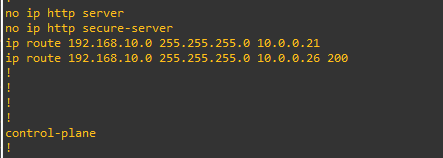 !
no ip http server
no ip http secure-server
ip route 192.168.10.0 255.255.255.0 10.0.0.21
ip route 192.168.10.0 255.255.255.0 10.0.0.26 200
!
!
!
!
control-plane
!